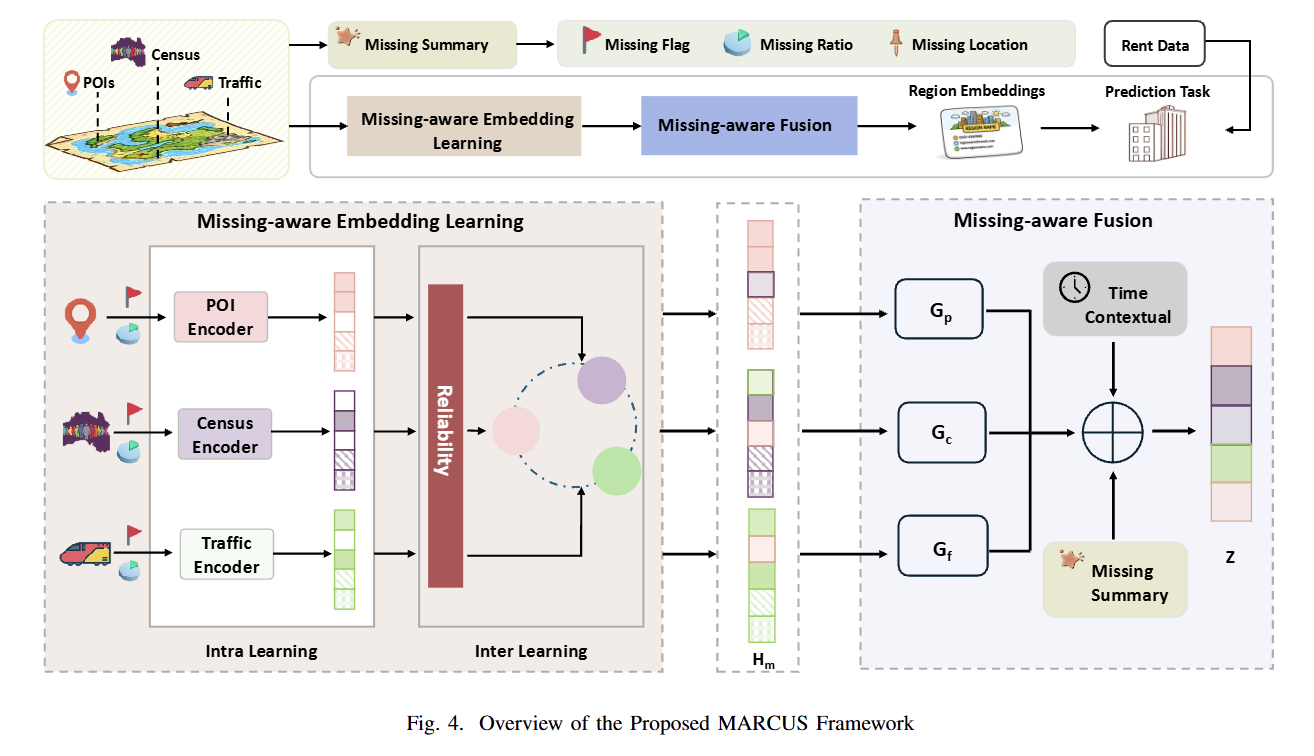 Missing Summary
Missing Flag
Missing Ratio
Missing Location
Rent Data
Census
POIs
Traffic
Missing-aware Embedding
Learning
Missing-aware Fusion
Region Embeddings
REGION NAME
Prediction Task
Missing-aware Embedding Learning
Missing-aware Fusion
POI
Encoder
Census
Encoder
Traffic
Encoder
Reliability
Intra Learning
Inter Learning
Hm
Gp
Gc
Gf
Time
Contextual
Missing
Summary
Z
Fig. 4. Overview of the Proposed MARCUS Framework